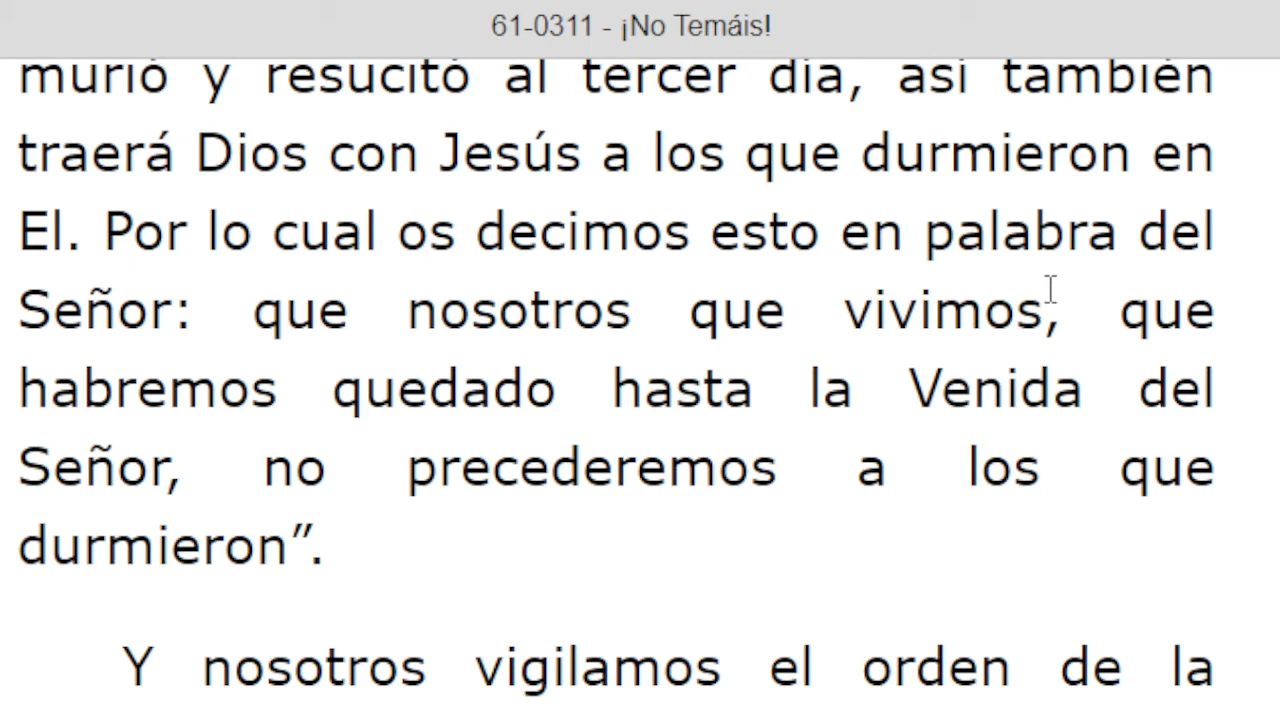 61-0311 - ¡No Temáis!
murió y resucitó al tercer día, así también
traerá Dios con Jesús a los que durmieron en
El. Por lo cual os decimos esto en palabra del
Señor: que nosotros que vivimos, que
habremos quedado hasta la Venida del
Señor, no precederemos a los que
durmieron”.
Y nosotros vigilamos el orden de la